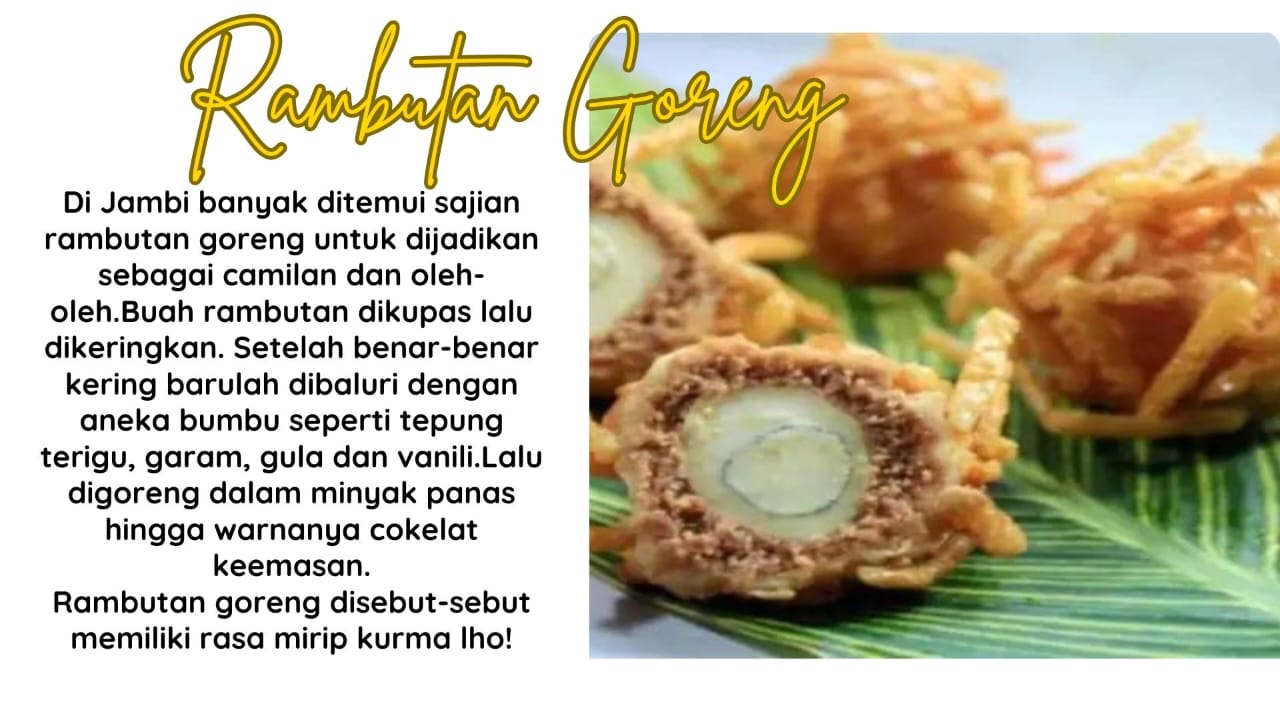 Rambutan Goreng
Di Jambi banyak ditemui sajian
rambutan goreng untuk dijadikan
sebagai camilan dan oleh-
oleh.Buah rambutan dikupas lalu
dikeringkan. Setelah benar-benar
kering barulah dibaluri dengan
aneka bumbu seperti tepung
terigu, garam, gula dan vanili.Lalu
digoreng dalam minyak panas
hingga warnanya cokelat
keemasan.
Rambutan goreng disebut-sebut
memiliki rasa mirip kurma lho!